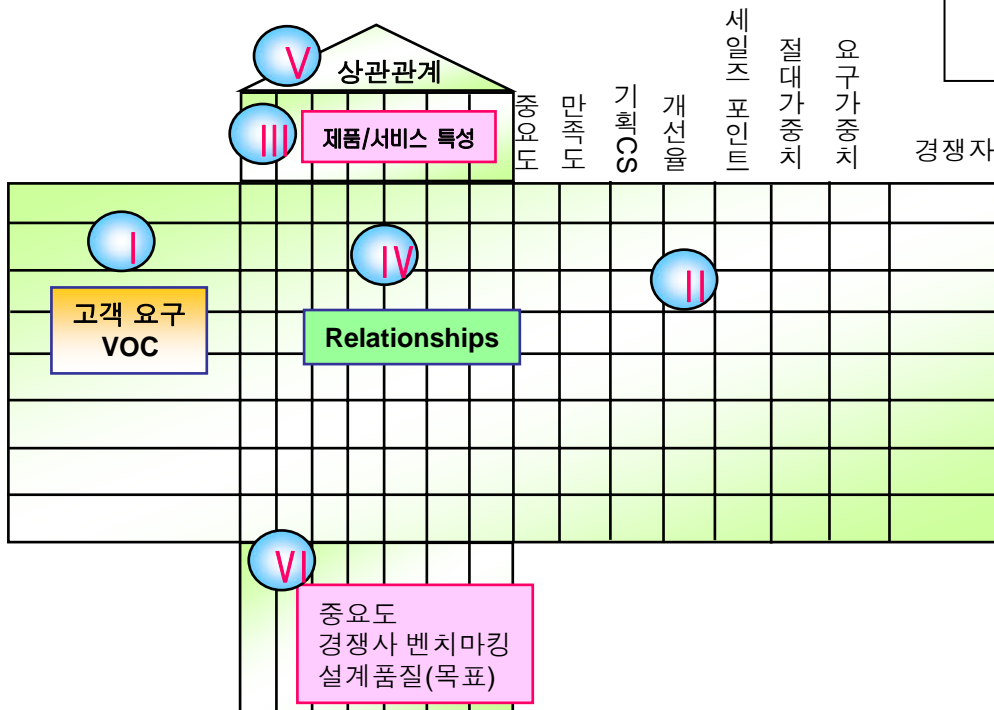 V
상관관계
III
제품/서비스 특성
중요도
만족도
기획CS
개선율
세일즈 포인트
절대가중치
요구가중치
경쟁자
I
고객 요구
VOC
IV
Relationships
II
VI
중요도
경쟁사 벤치마킹
설계품질(목표)